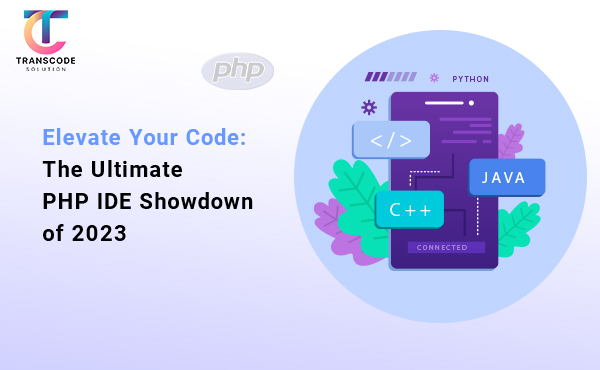 TRANSCODE
SOLUTION
php
Elevate Your Code:
The Ultimate
PHP IDE Showdown
of 2023
PYTHON
</>
JAVA
C++
CONNECTED